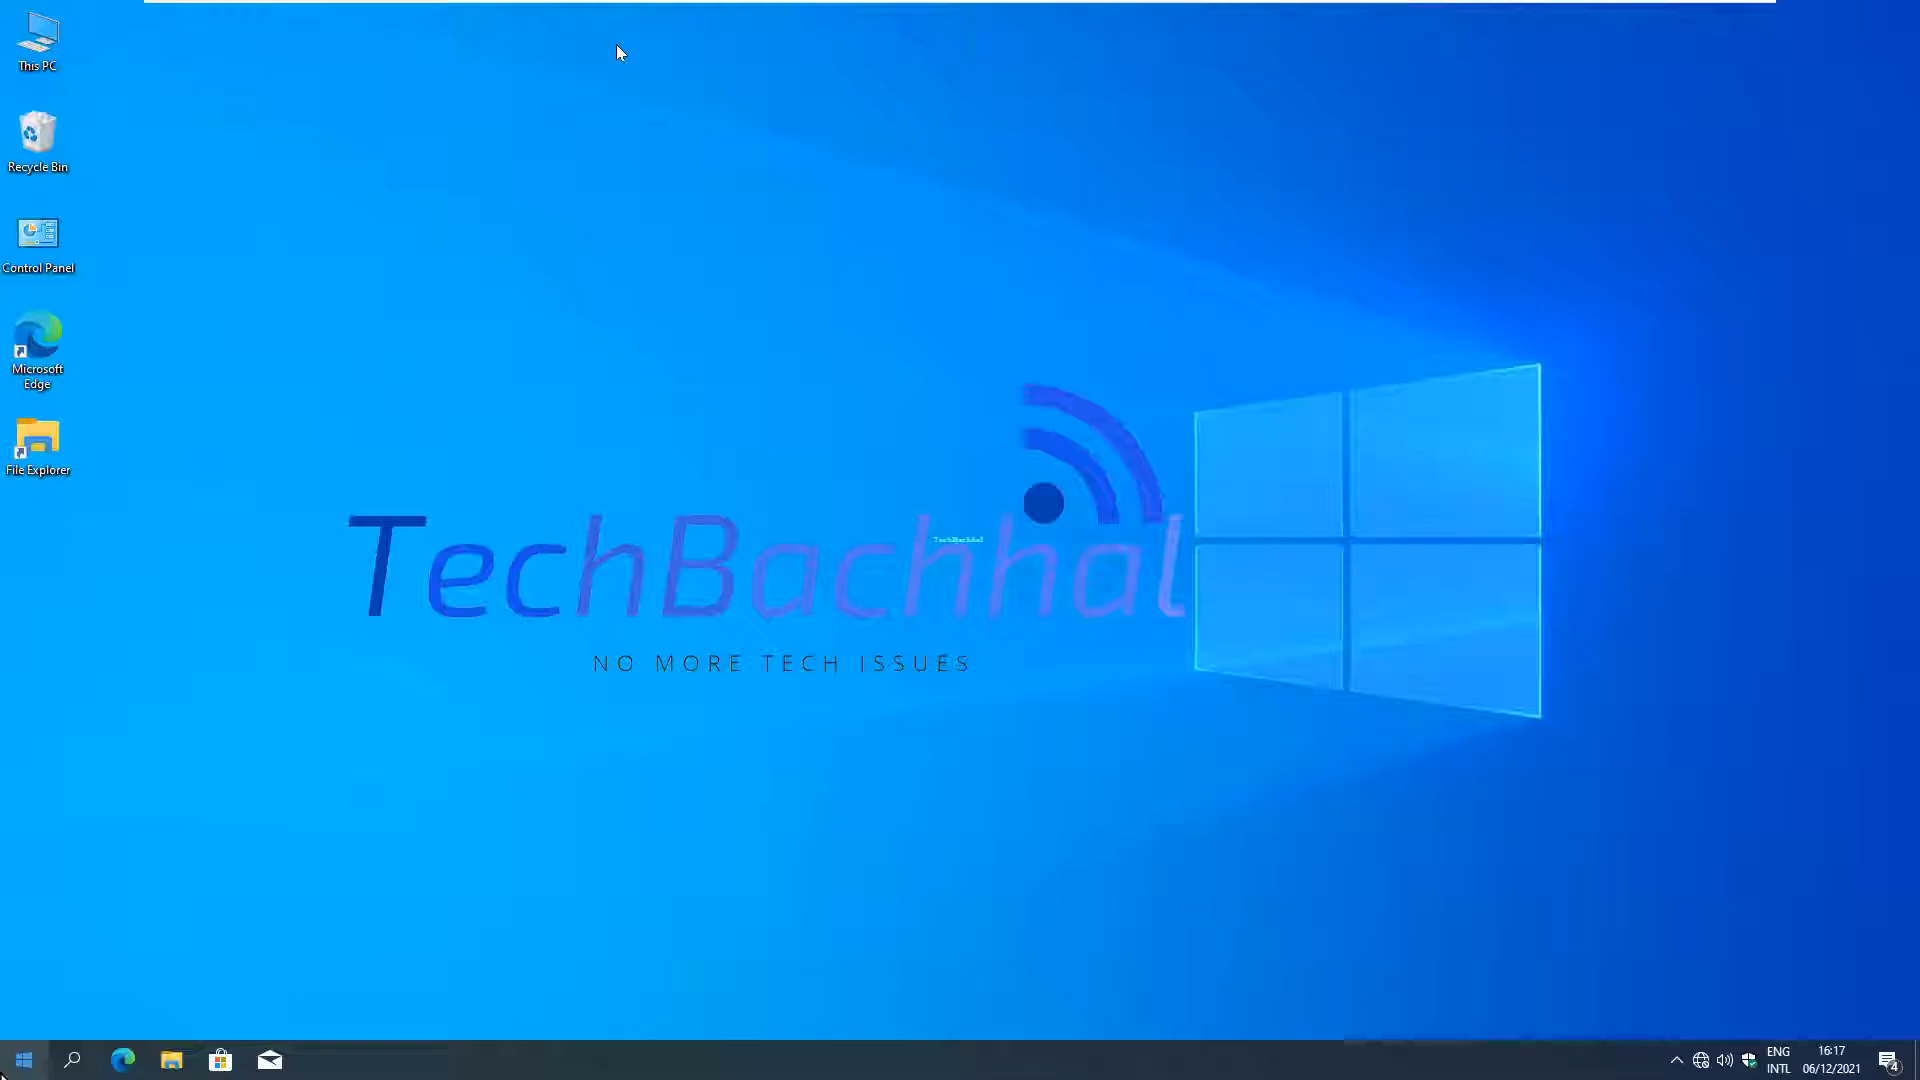 This PC
Recycle Bin
Control Panel
Microsoft
Edge
File Explorer
TechBachhal
TechBachhal
NO MORE TECH ISSUES
ENG
INTL
16:17
06/12/2021
4